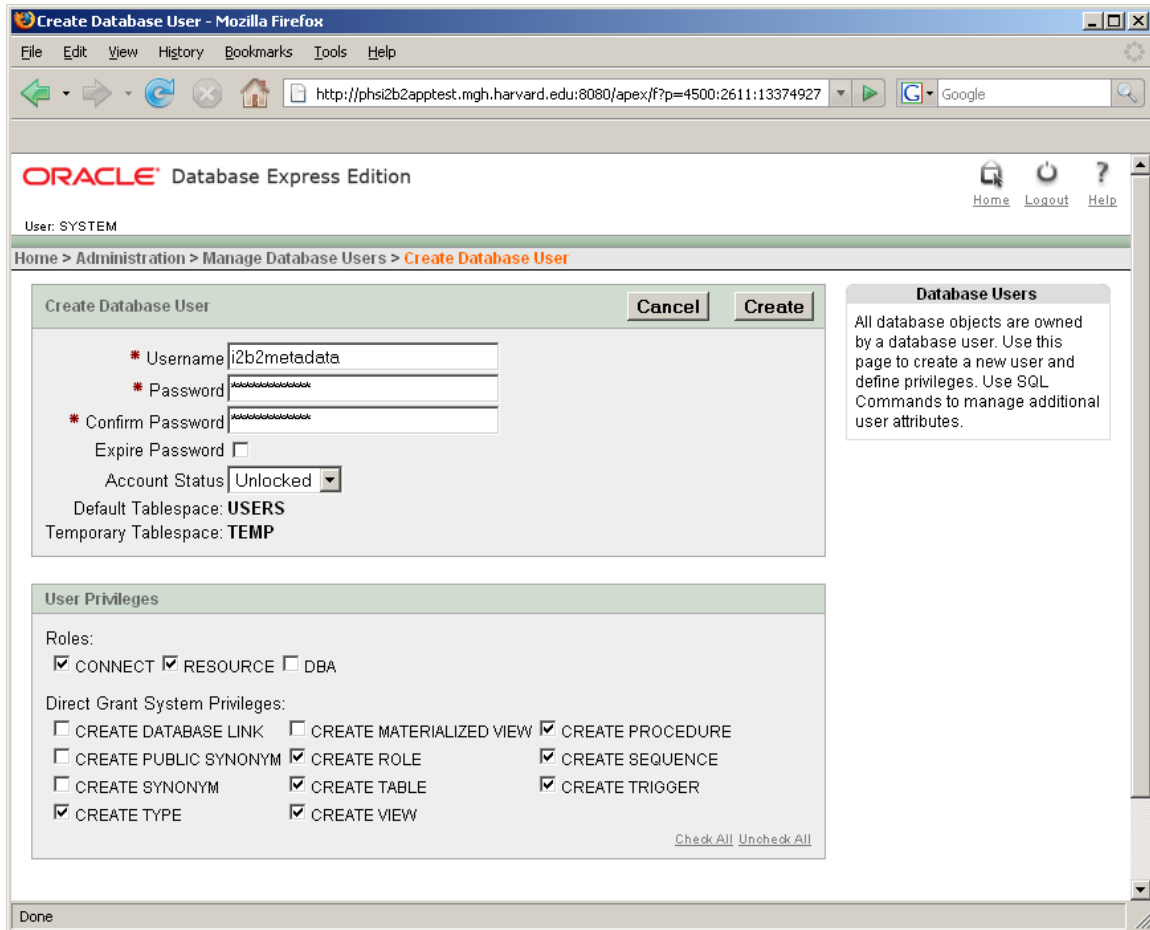 Create Database User - Mozilla Firefox
File Edit View History Bookmarks Tools Help
http://phsi2b2apptest.mgh.harvard.edu:8080/apex/f?p=4500:2611:13374927 G Google
ORACLE Database Express Edition
Home Logout ? Help
User: SYSTEM
Home > Administration > Manage Database Users > Create Database User
Create Database User Cancel Create
* Username i2b2metadata
* Password *************
* Confirm Password *************
Expire Password
Account Status Unlocked
Default Tablespace: USERS
Temporary Tablespace: TEMP
Database Users
All database objects are owned
by a database user. Use this
page to create a new user and
define privileges. Use SQL
Commands to manage additional
user attributes.
User Privileges
Roles:
CONNECT RESOURCE DBA
Direct Grant System Privileges:
CREATE DATABASE LINK CREATE MATERIALIZED VIEW CREATE PROCEDURE
CREATE PUBLIC SYNONYM CREATE ROLE CREATE SEQUENCE
CREATE SYNONYM CREATE TABLE CREATE TRIGGER
CREATE TYPE CREATE VIEW
Check All Uncheck All
Done